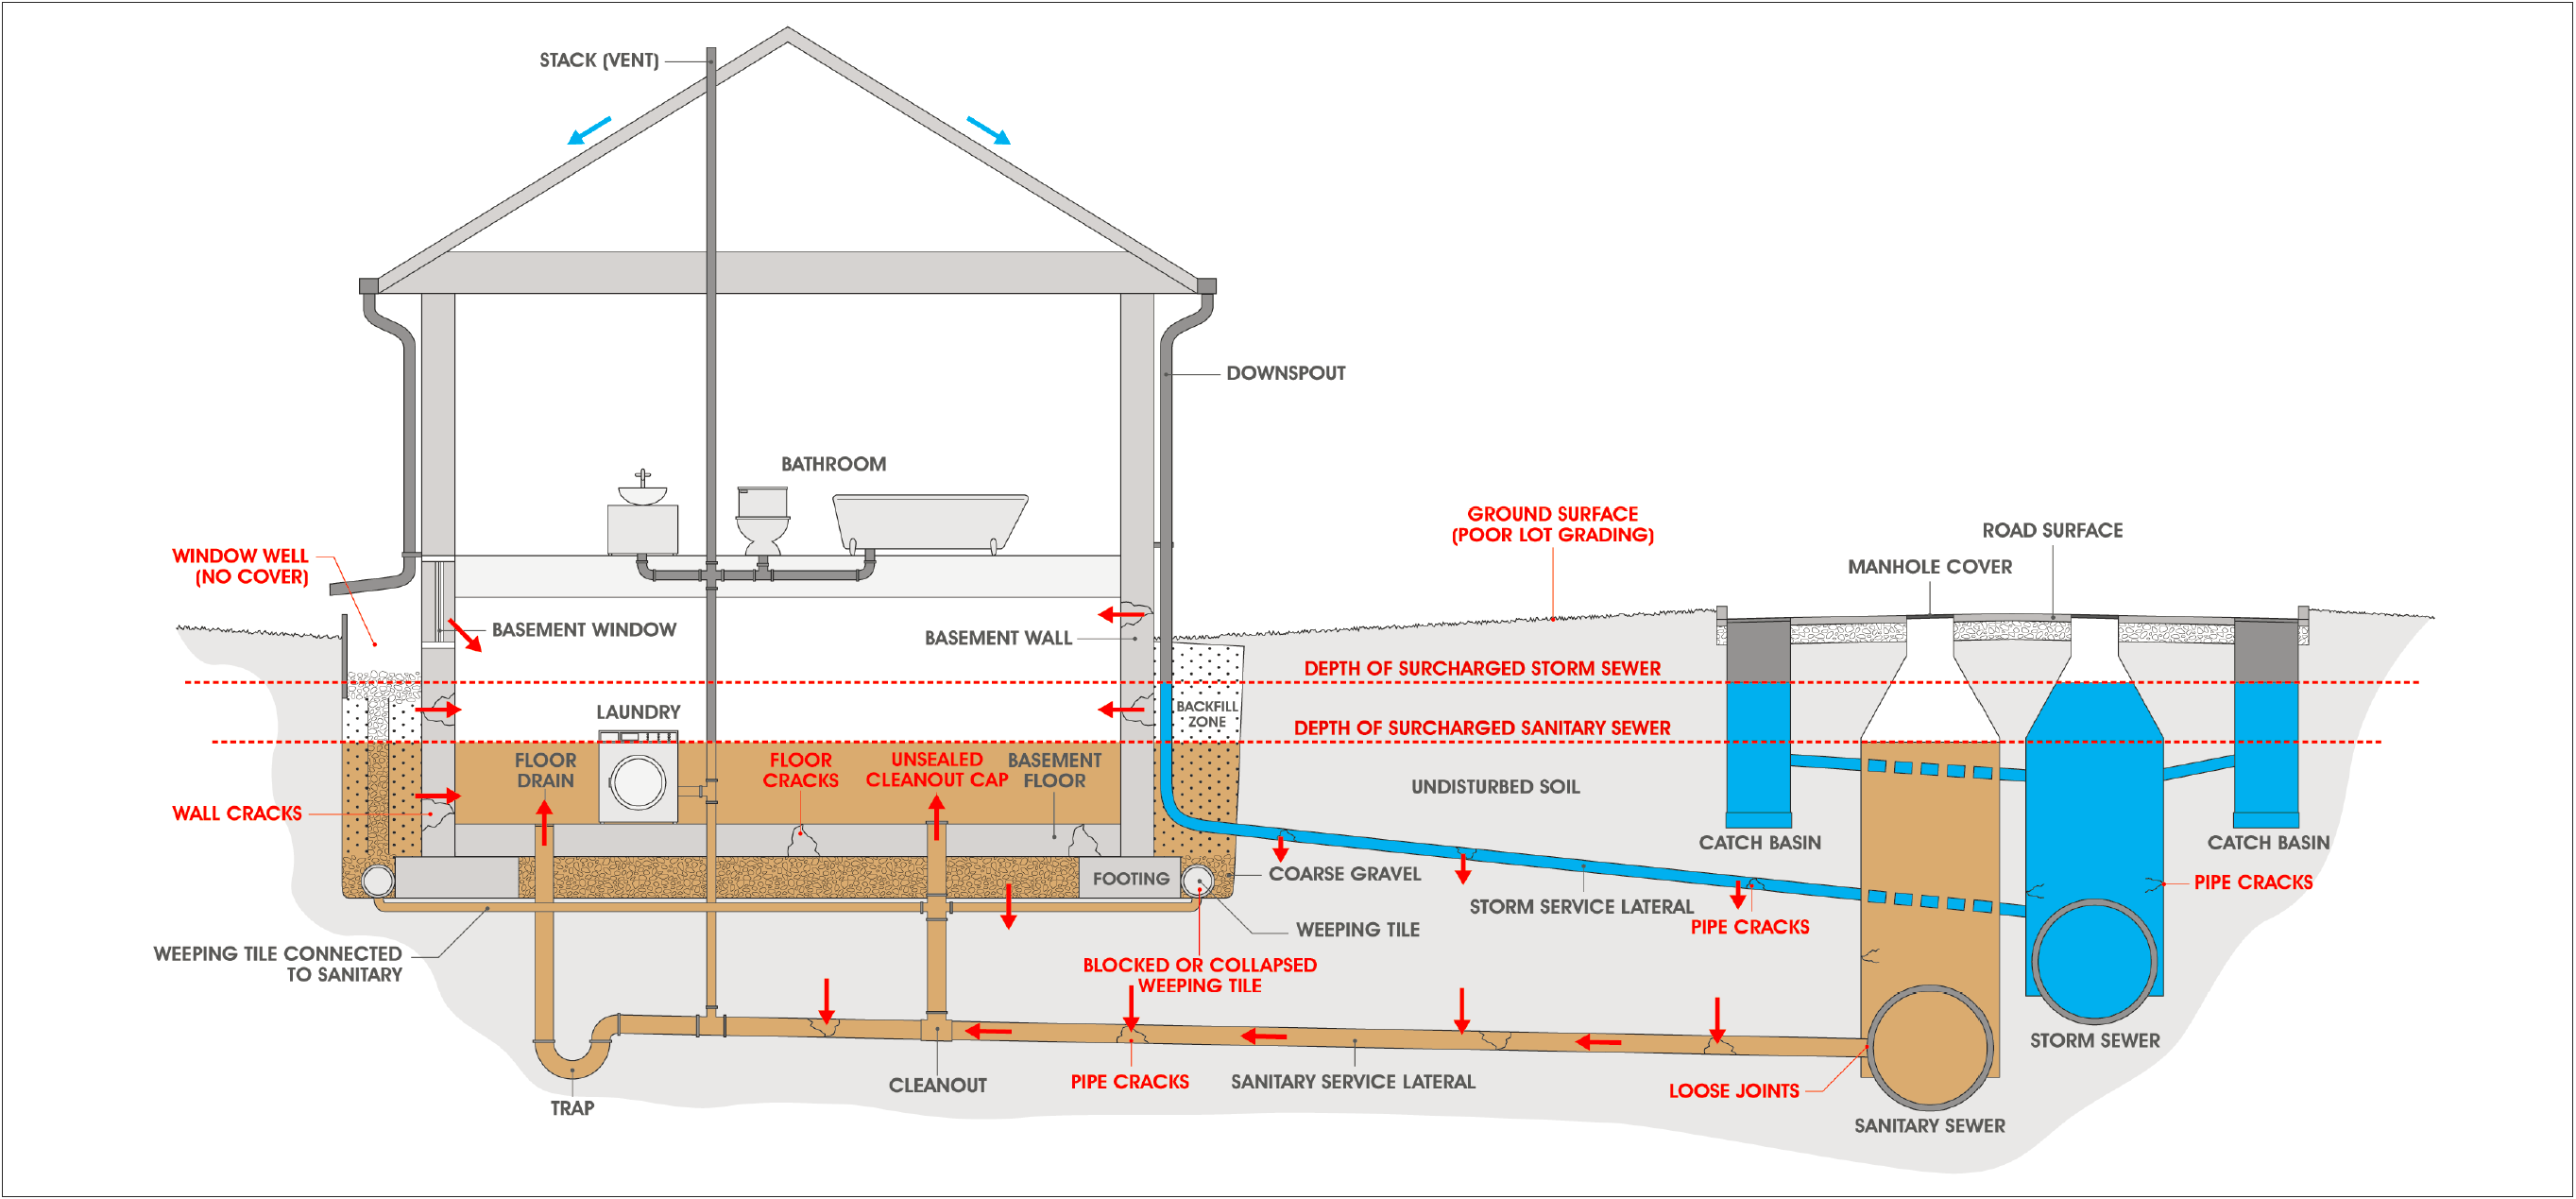 STACK (VENT)
DOWNSPOUT
BATHROOM
GROUND SURFACE
(POOR LOT GRADING)
ROAD SURFACE
MANHOLE COVER
WINDOW WELL
(NO COVER)
BASEMENT WINDOW
BASEMENT WALL
DEPTH OF SURCHARGED STORM SEWER
LAUNDRY
BACKFILL
ZONE
DEPTH OF SURCHARGED SANITARY SEWER
FLOOR
DRAIN
FLOOR
CRACKS
UNSEALED
CLEANOUT CAP
BASEMENT
FLOOR
UNDISTURBED SOIL
WALL CRACKS
CATCH BASIN
CATCH BASIN
FOOTING
COARSE GRAVEL
STORM SERVICE LATERAL
PIPE CRACKS
PIPE CRACKS
WEEPING TILE
WEEPING TILE CONNECTED
TO SANITARY
BLOCKED OR COLLAPSED
WEEPING TILE
STORM SEWER
CLEANOUT
PIPE CRACKS
SANITARY SERVICE LATERAL
LOOSE JOINTS
TRAP
SANITARY SEWER